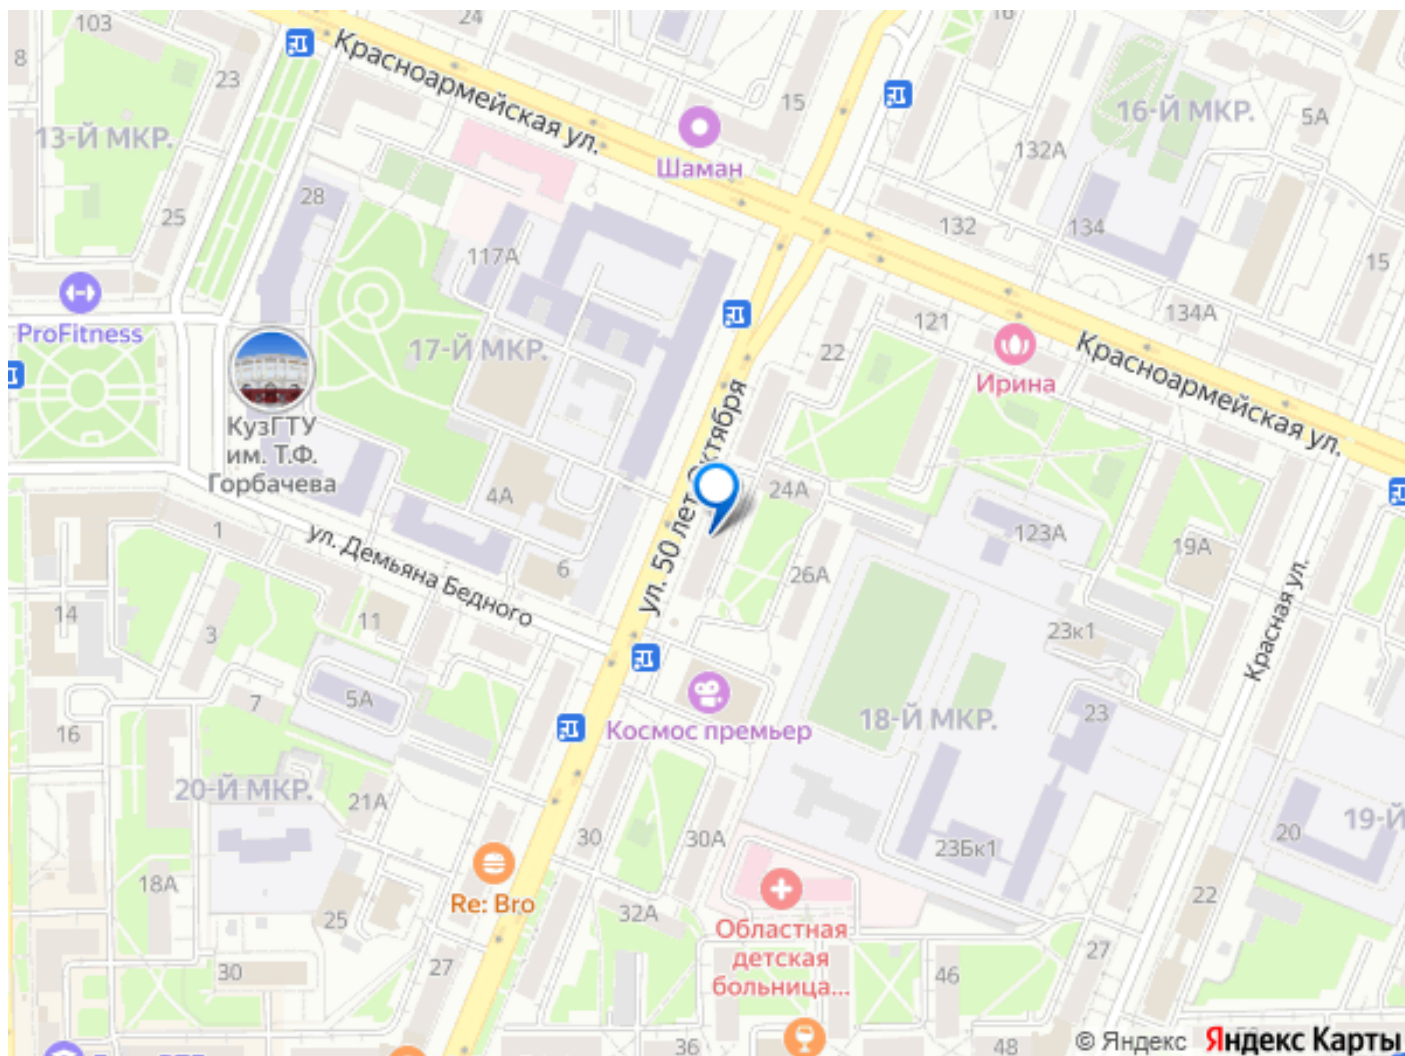 103
24
16
8
Красноармейская ул.
23
15
5А
13-Й МКР.
16-Й МКР.
132А
Шаман
28
25
132
134
117А
15
ProFitness
134А
121
22
17-Й МКР.
Ирина
Красноармейская ул.
КузГТУ
им. Т.Ф.
Горбачева
4А
24А
ул. 50 лет Октября
1
ул. Демьяна Бедного
123А
19А
6
26А
14
11
3
23к1
Красная ул.
7
5А
16
Космос премьер
18-Й МКР.
23
20-Й МКР.
21А
30
30А
20
19-Й
23Бк1
18А
Re: Bro
25
32А
22
Областная
детская
больница...
27
30
27
46
36
48
© Яндекс Яндекс Карты